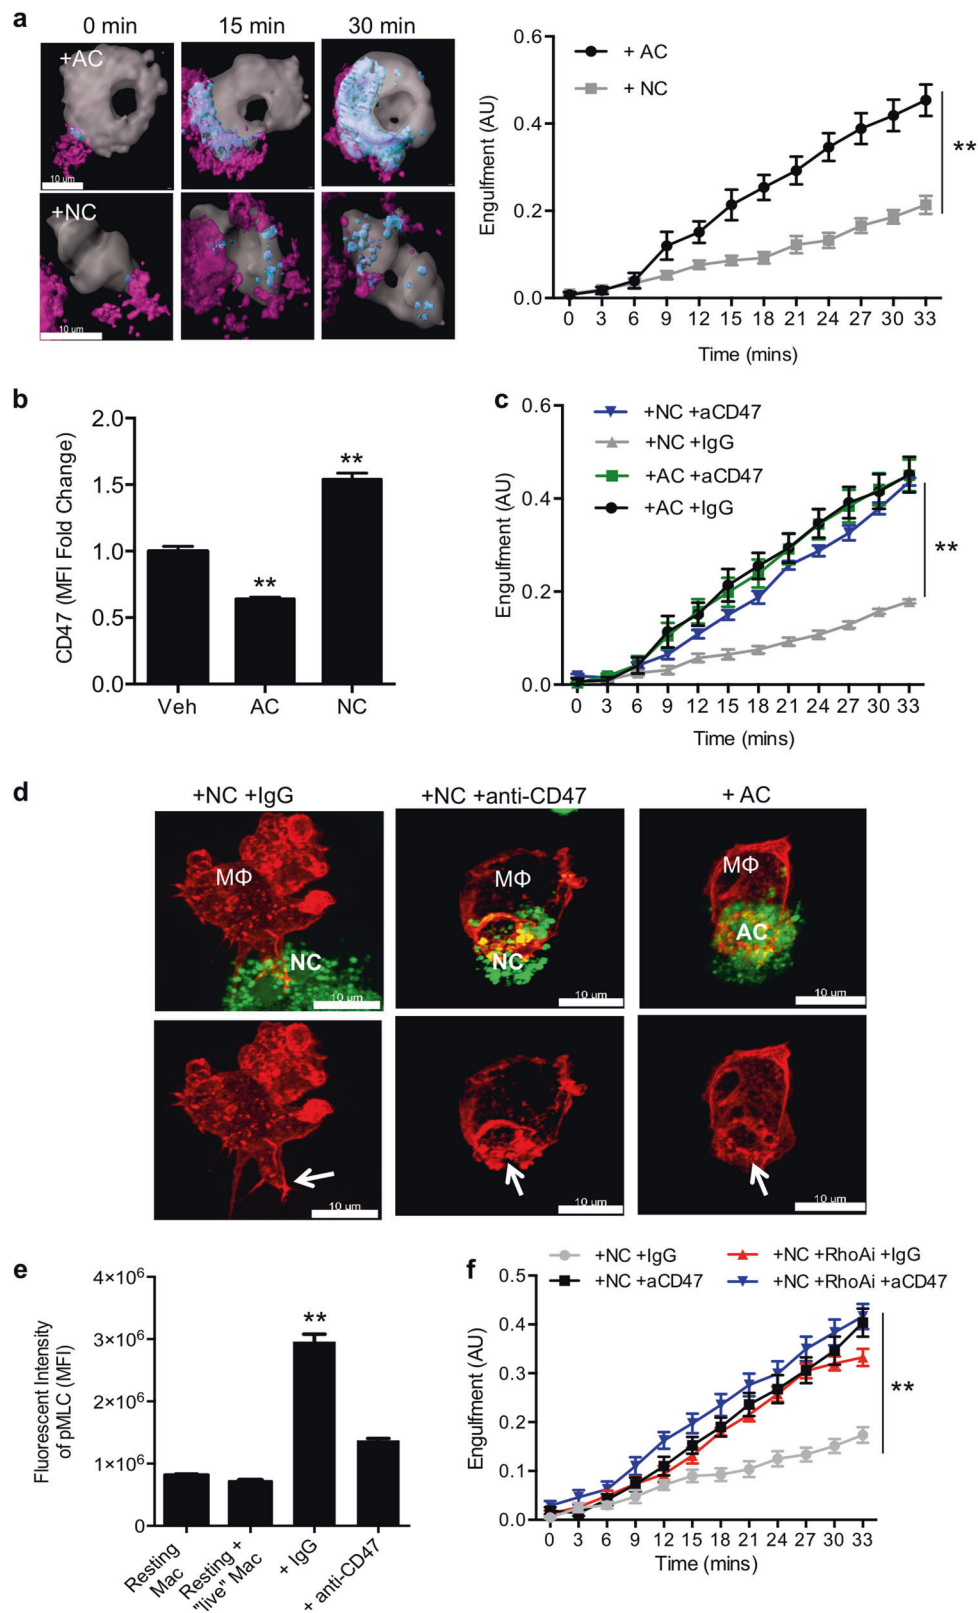 a
0 min 15 min 30 min
+AC
10 um
+NC
10 um
Engulfment (AU)
0.6
0.4
0.2
0.0
+ AC
+ NC
**
0 3 6 9 12 15 18 21 24 27 30 33
Time (mins)
b
CD47 (MFI Fold Change)
2.0
1.5
1.0
0.5
0.0
**
**
Veh AC NC
c
Engulfment (AU)
0.6
0.4
0.2
0.0
+NC +aCD47
+NC +IgG
+AC +aCD47
+AC +IgG
**
0 3 6 9 12 15 18 21 24 27 30 33
Time (mins)
d
+NC +IgG +NC +anti-CD47 + AC
MΦ MΦ MΦ
NC NC AC
10 um 10 um 10 um
10 um 10 um 10 um
e
Fluorescent Intensity
of pMLC (MFI)
4×10⁶
3×10⁶
2×10⁶
1×10⁶
0
**
Resting
Mac
Resting +
"live" Mac
+ IgG
+ anti-CD47
f
+NC +IgG +NC +RhoAi +IgG
+NC +aCD47 +NC +RhoAi +aCD47
Engulfment (AU)
0.5
0.4
0.3
0.2
0.1
0.0
**
0 3 6 9 12 15 18 21 24 27 30 33
Time (mins)